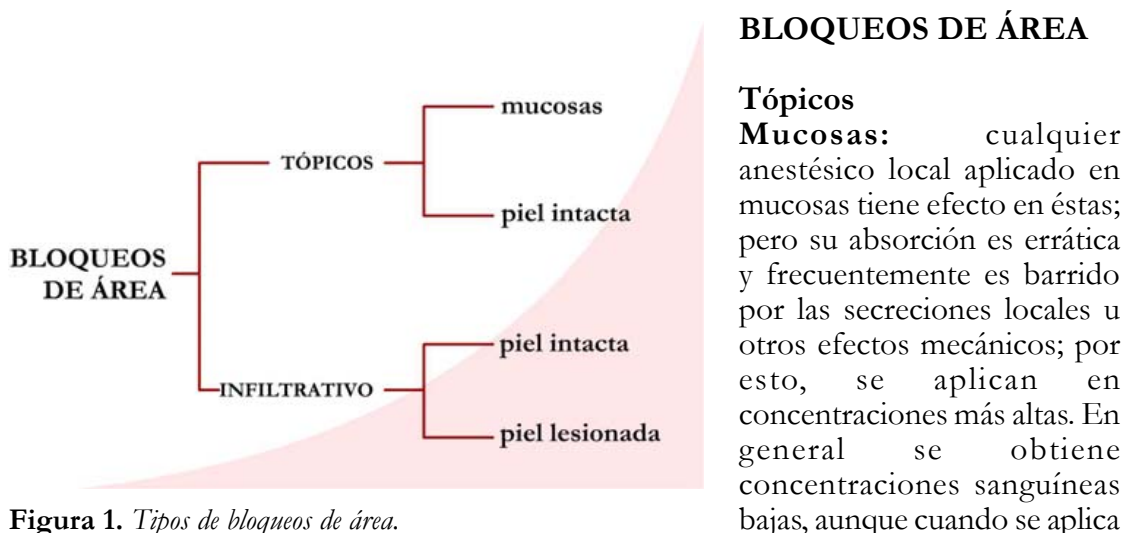 mucosas
TÓPICOS
piel intacta
BLOQUEOS
DE ÁREA
piel intacta
INFILTRATIVO
piel lesionada
Figura 1. Tipos de bloqueos de área.
BLOQUEOS DE ÁREA
Tópicos
Mucosas: cualquier
anestésico local aplicado en
mucosas tiene efecto en éstas;
pero su absorción es errática
y frecuentemente es barrido
por las secreciones locales u
otros efectos mecánicos; por
esto, se aplican en
concentraciones más altas. En
general se obtiene
concentraciones sanguíneas
bajas, aunque cuando se aplica